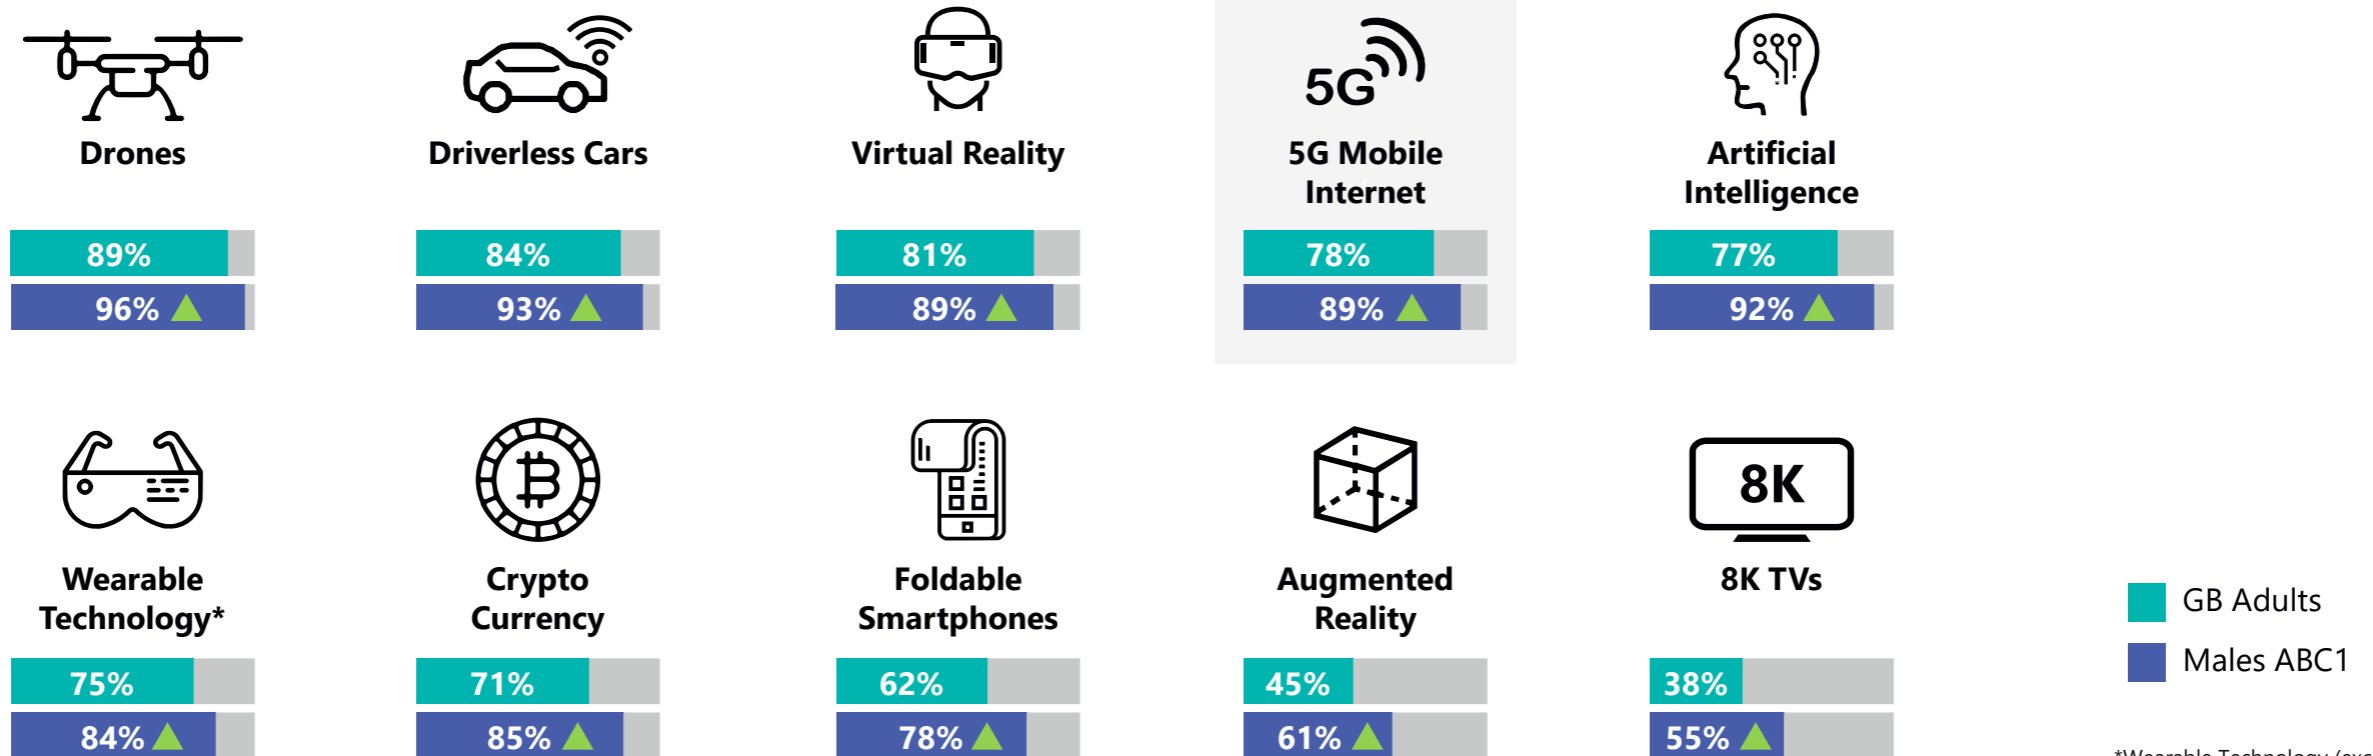 5G
Drones
Driverless Cars
Virtual Reality
5G Mobile
Internet
Artificial
Intelligence
89%
84%
81%
78%
77%
96%
93%
89%
89%
92%
8K
Wearable
Technology*
Crypto
Currency
Foldable
Smartphones
Augmented
Reality
8K TVs
75%
71%
62%
45%
38%
84%
85%
78%
61%
55%
GB Adults
Males ABC1
*Wearable Technology